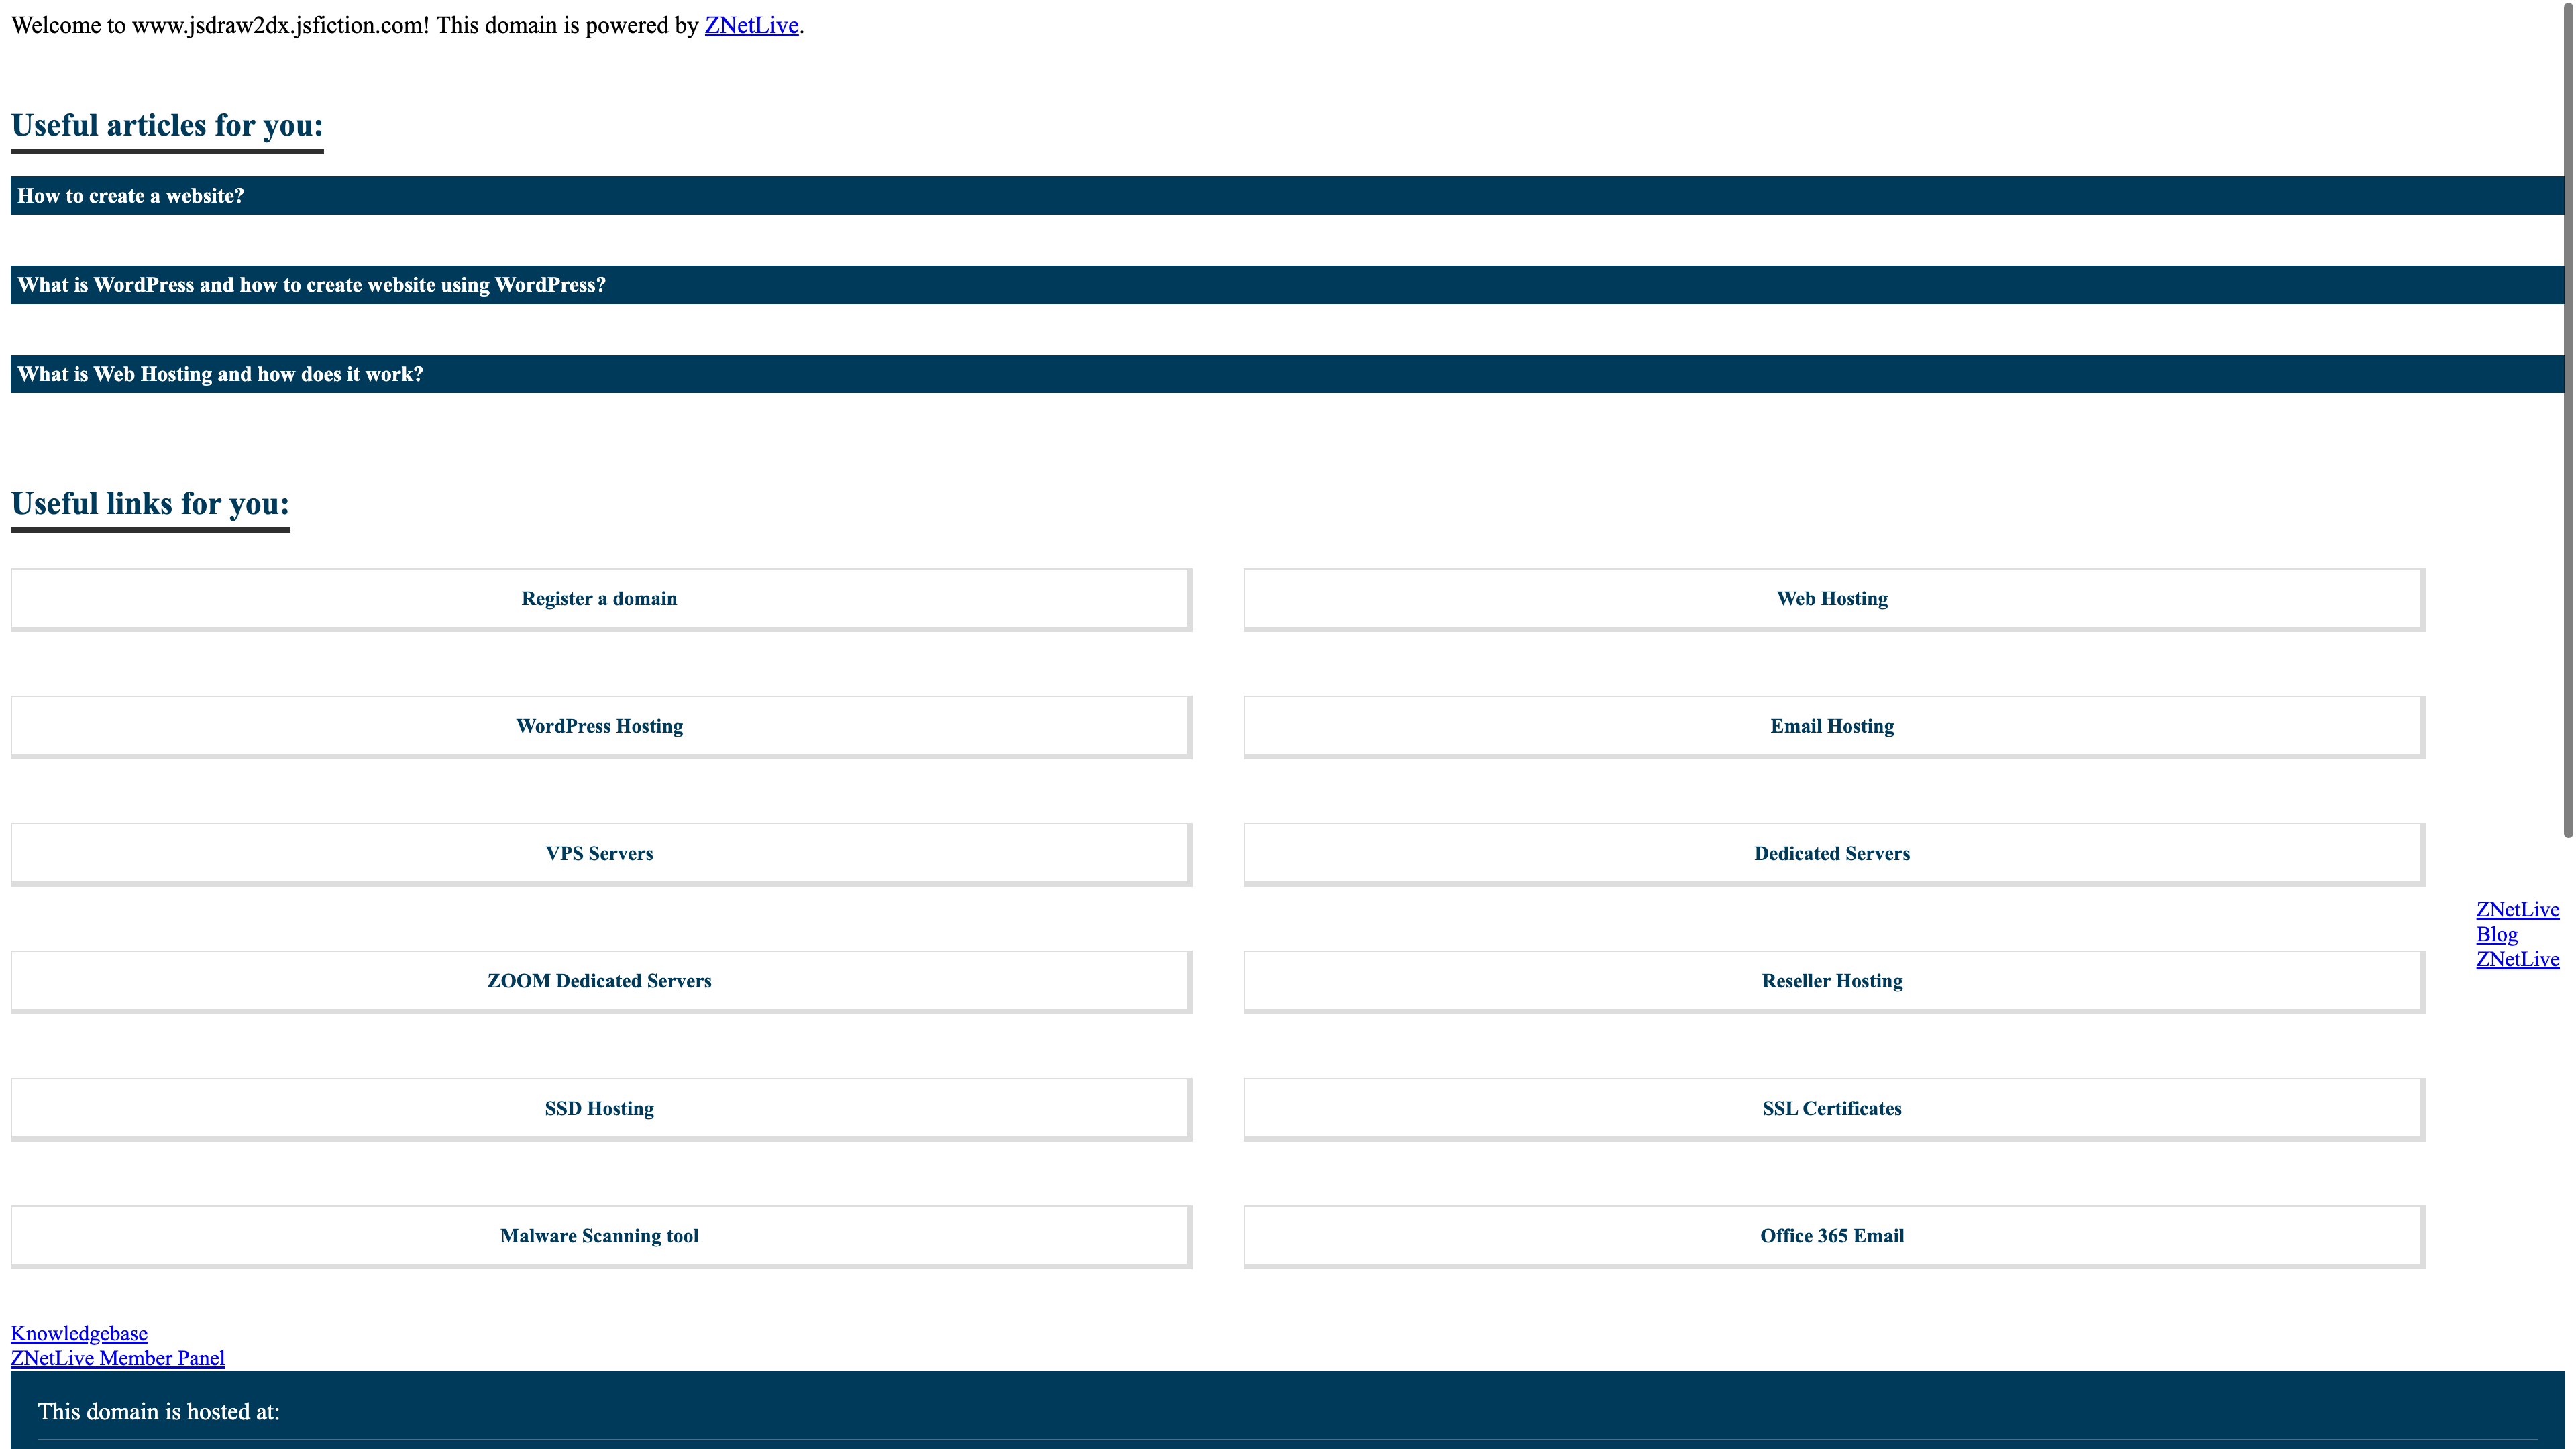 Welcome to www.jsdraw2dx.jsfiction.com! This domain is powered by ZNetLive.
Useful articles for you:
How to create a website?
What is WordPress and how to create website using WordPress?
What is Web Hosting and how does it work?
Useful links for you:
Register a domain
Web Hosting
WordPress Hosting
Email Hosting
VPS Servers
Dedicated Servers
ZNetLive
Blog
ZNetLive
ZOOM Dedicated Servers
Reseller Hosting
SSD Hosting
SSL Certificates
Malware Scanning tool
Office 365 Email
Knowledgebase
ZNetLive Member Panel
This domain is hosted at: